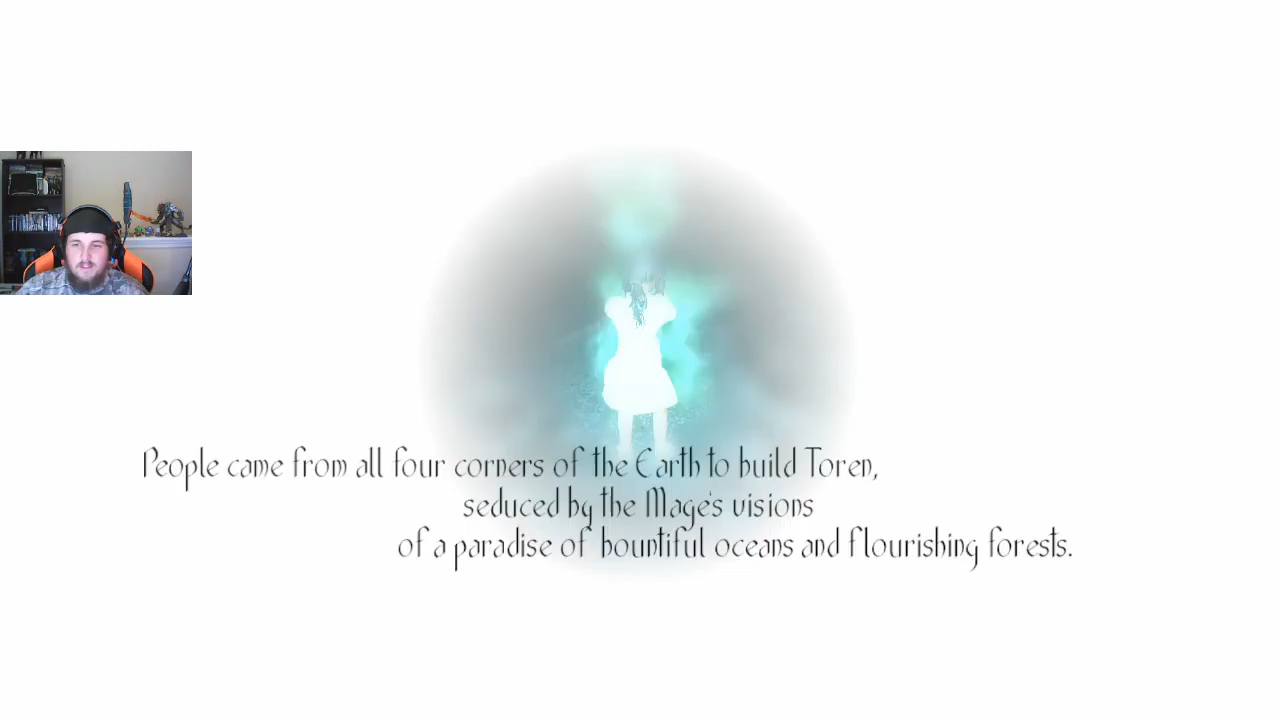 People came from all four corners of the Earth to build Toren,
seduced by the Mage's visions
of a paradise of bountiful oceans and flourishing forests.